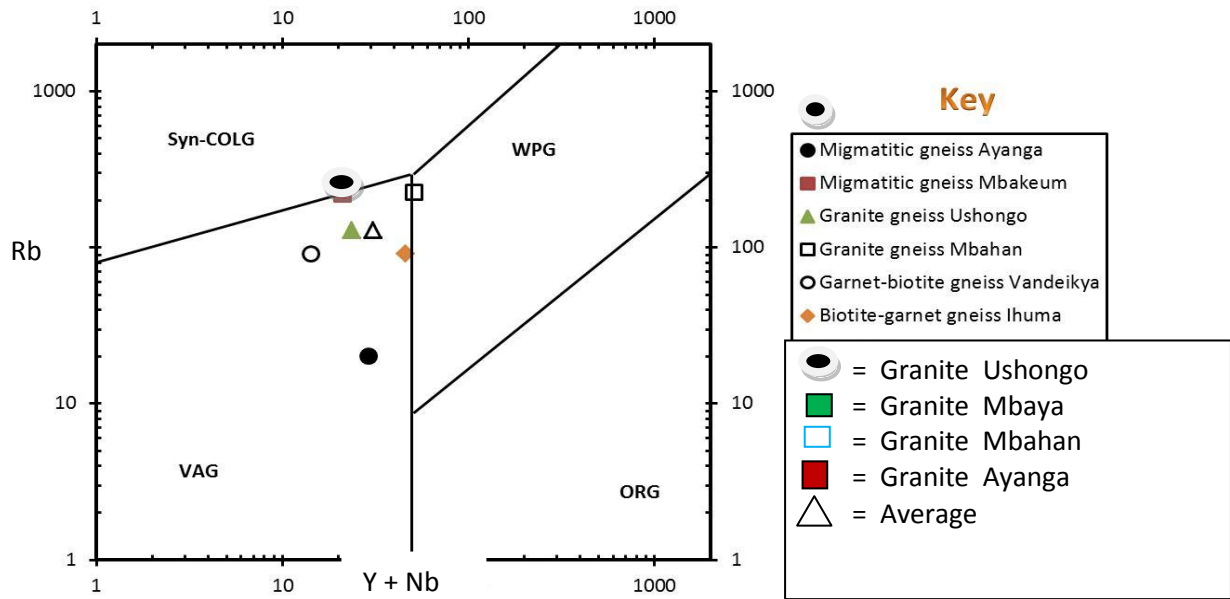 1 10 100 1000
1000
100
10
1
Rb
Syn-COLG
WPG
VAG
ORG
1000
100
10
1
1 10 Y + Nb 1000
Key
Migmatitic gneiss Ayanga
Migmatitic gneiss Mbakeum
Granite gneiss Ushongo
Granite gneiss Mbahan
Garnet-biotite gneiss Vandeikya
Biotite-garnet gneiss Ihuma
= Granite Ushongo
= Granite Mbaya
= Granite Mbahan
= Granite Ayanga
= Average